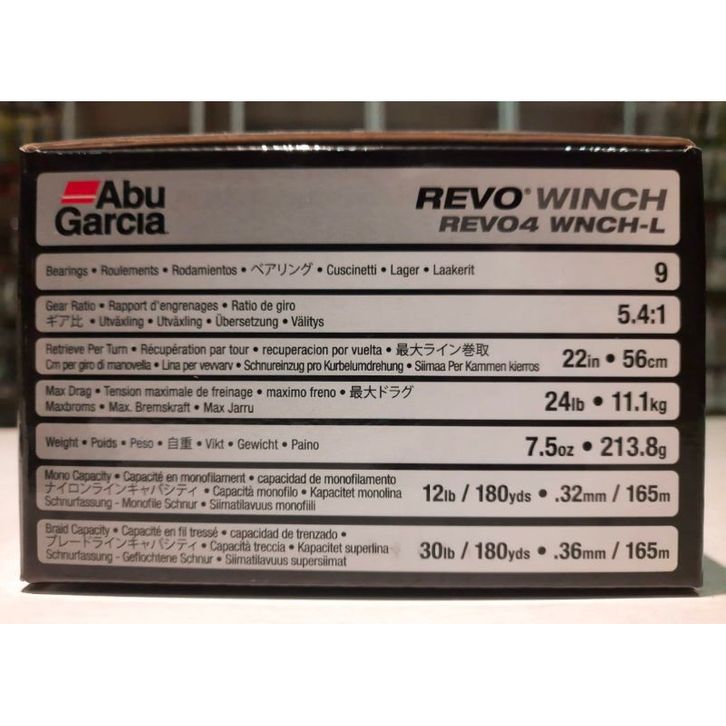 Abu
Garcia
REVO® WINCH
REVO4 WNCH-L
Bearings • Roulements • Rodamientos • ベアリング • Cuscinetti • Lager • Laakerit
9
Gear Ratio • Rapport d'engrenages • Ratio de giro
ギア比 • Utväxling • Utväxling • Übersetzung • Välitys
5.4:1
Retrieve Per Turn • Récupération par tour • recuperacion por vuelta • 最大ライン巻取
Cm per giro di manovella • Lina per vevvarv • Schnureinzug pro Kurbelumdrehung • Siimaa Per Kammen kierros
22in • 56cm
Max Drag • Tension maximale de freinage • maximo freno • 最大ドラグ
Maxbroms • Max. Bremskraft • Max Jarru
24lb • 11.1kg
Weight • Poids • Peso • 自重 • Vikt • Gewicht • Paino
7.5oz • 213.8g
Mono Capacity • Capacité en monofilament • capacidad de monofilamento
ナイロンラインキャパシティ • Capacità monofilo • Kapacitet monolina
Schnurfassung - Monofile Schnur • Siimatilavuus monofiili
12lb / 180yds • .32mm / 165m
Braid Capacity • Capacité en fil tressé • capacidad de trenzado •
ブレードラインキャパシティ • Capacità treccia • Kapacitet superlina
Schnurfassung - Geflochtene Schnur • Siimatilavuus supersiimat
30lb / 180yds • .36mm / 165m